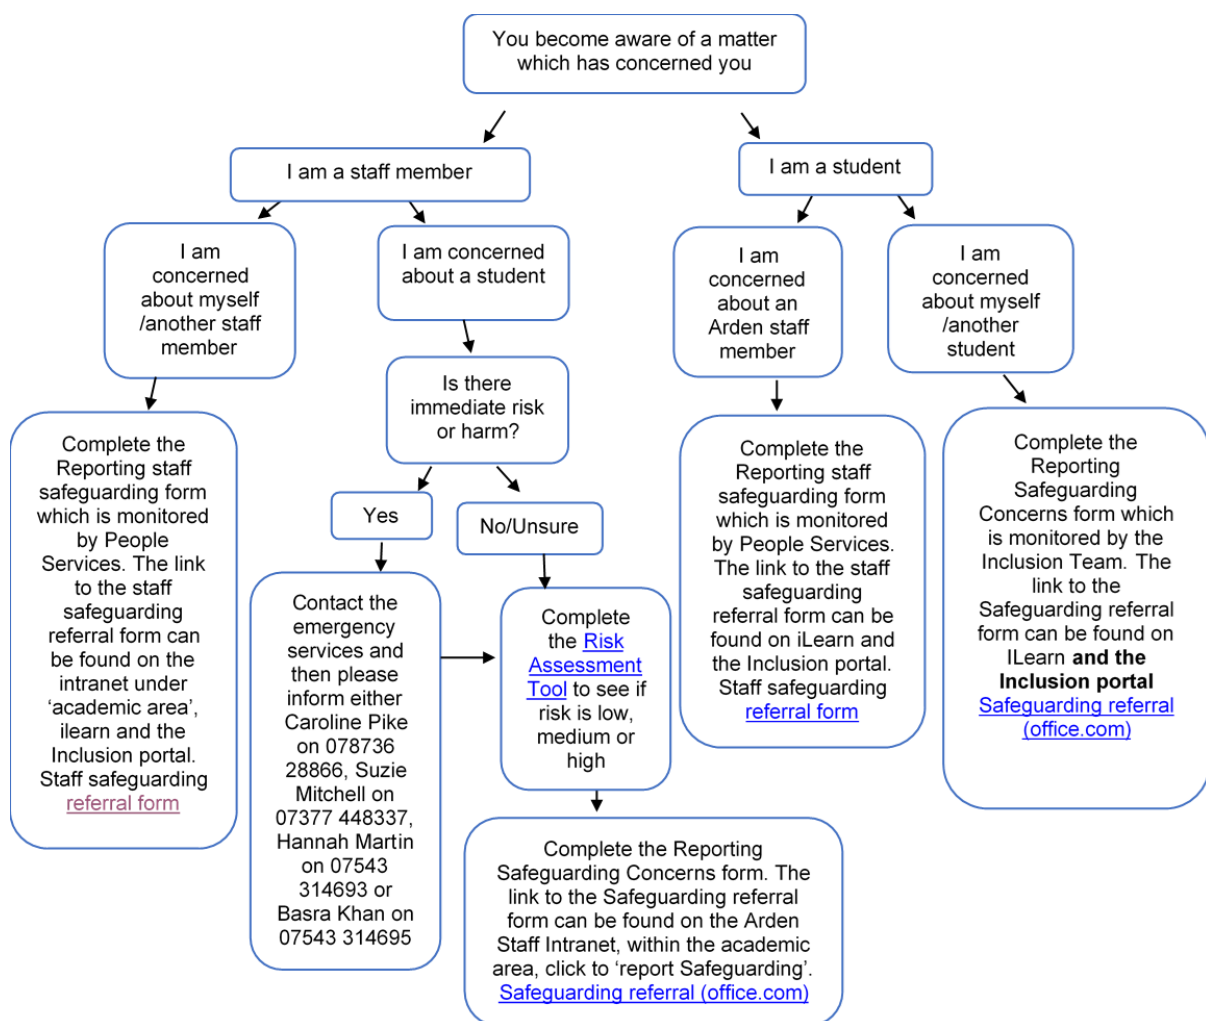 You become aware of a matter
which has concerned you
I am a staff member
I am a student
I am
concerned
about myself
/another staff
member
I am concerned
about a student
I am
concerned
about an
Arden staff
member
I am
concerned
about myself
/another
student
Is there
immediate risk
or harm?
Yes
No/Unsure
Complete the
Reporting staff
safeguarding form
which is monitored
by People
Services. The link
to the staff
safeguarding
referral form can
be found on the
intranet under
‘academic area’,
ilearn and the
Inclusion portal.
Staff safeguarding
referral form
Contact the
emergency
services and
then please
inform either
Caroline Pike
on 078736
28866, Suzie
Mitchell on
07377 448337,
Hannah Martin
on 07543
314693 or
Basra Khan on
07543 314695
Complete
the Risk
Assessment
Tool to see if
risk is low,
medium or
high
Complete the Reporting
Safeguarding Concerns form. The
link to the Safeguarding referral
form can be found on the Arden
Staff Intranet, within the academic
area, click to ‘report Safeguarding’.
Safeguarding referral (office.com)
Complete the
Reporting staff
safeguarding form
which is monitored
by People Services.
The link to the staff
safeguarding
referral form can be
found on iLearn and
the Inclusion portal.
Staff safeguarding
referral form
Complete the
Reporting
Safeguarding
Concerns form which
is monitored by the
Inclusion Team. The
link to the
Safeguarding referral
form can be found on
ILearn and the
Inclusion portal
Safeguarding referral
(office.com)